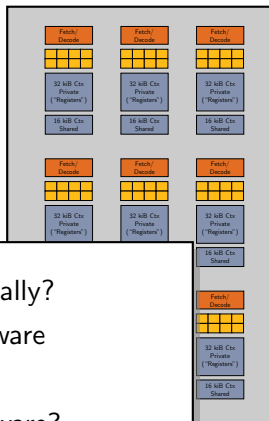 Fetch/
Decode
Fetch/
Decode
Fetch/
Decode
32 kiB Ctx
Private
("Registers")
32 kiB Ctx
Private
("Registers")
32 kiB Ctx
Private
("Registers")
16 kiB Ctx
Shared
16 kiB Ctx
Shared
16 kiB Ctx
Shared
Fetch/
Decode
Fetch/
Decode
Fetch/
Decode
32 kiB Ctx
Private
("Registers")
32 kiB Ctx
Private
("Registers")
32 kiB Ctx
Private
("Registers")
16 kiB Ctx
Shared
ally?
ware
Fetch/
Decode
32 kiB Ctx
Private
("Registers")
16 kiB Ctx
Shared
ware?